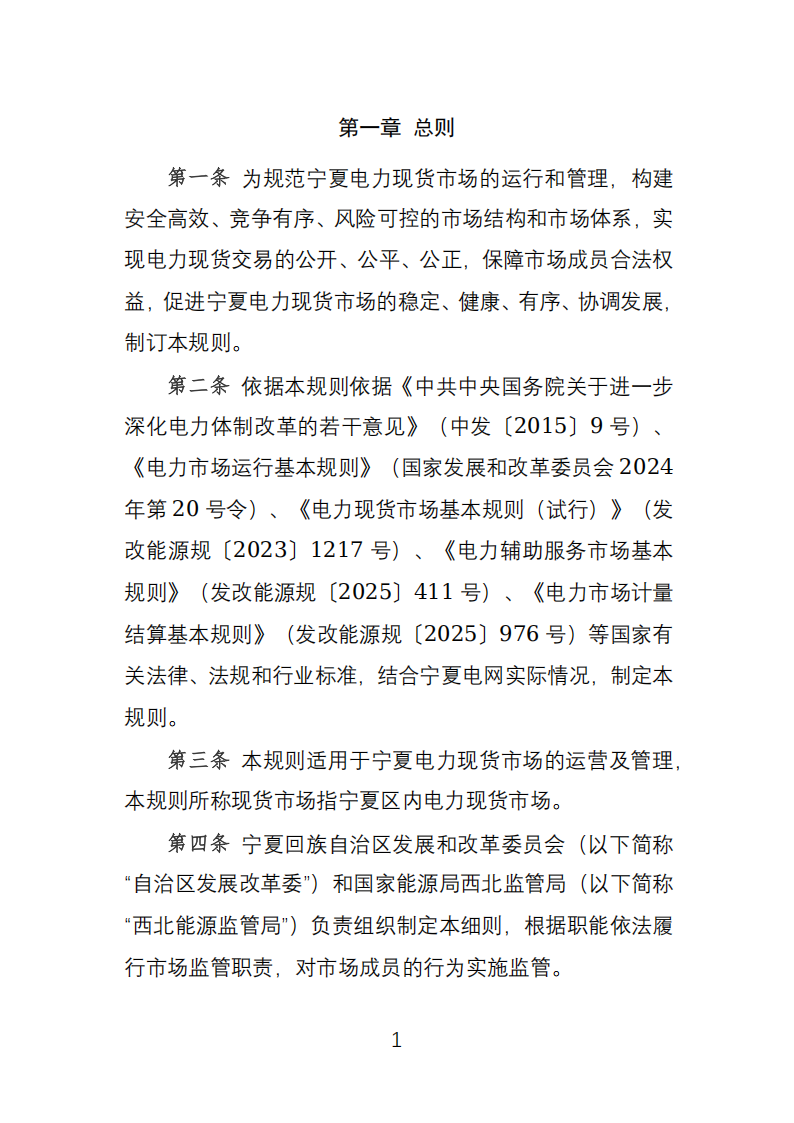 第一章 总则
第一条 为规范宁夏电力现货市场的运行和管理，构建
安全高效、竞争有序、风险可控的市场结构和市场体系，实
现电力现货交易的公开、公平、公正，保障市场成员合法权
益，促进宁夏电力现货市场的稳定、健康、有序、协调发展，
制订本规则。
第二条 依据本规则依据《中共中央国务院关于进一步
深化电力体制改革的若干意见》（中发〔2015〕9 号）、
《电力市场运行基本规则》（国家发展和改革委员会 2024
年第 20 号令）、《电力现货市场基本规则（试行）》（发
改能源规〔2023〕1217 号）、《电力辅助服务市场基本
规则》（发改能源规〔2025〕411 号）、《电力市场计量
结算基本规则》（发改能源规〔2025〕976 号）等国家有
关法律、法规和行业标准，结合宁夏电网实际情况，制定本
规则。
第三条 本规则适用于宁夏电力现货市场的运营及管理，
本规则所称现货市场指宁夏区内电力现货市场。
第四条 宁夏回族自治区发展和改革委员会（以下简称
“自治区发展改革委”）和国家能源局西北监管局（以下简称
“西北能源监管局”）负责组织制定本细则，根据职能依法履
行市场监管职责，对市场成员的行为实施监管。
1